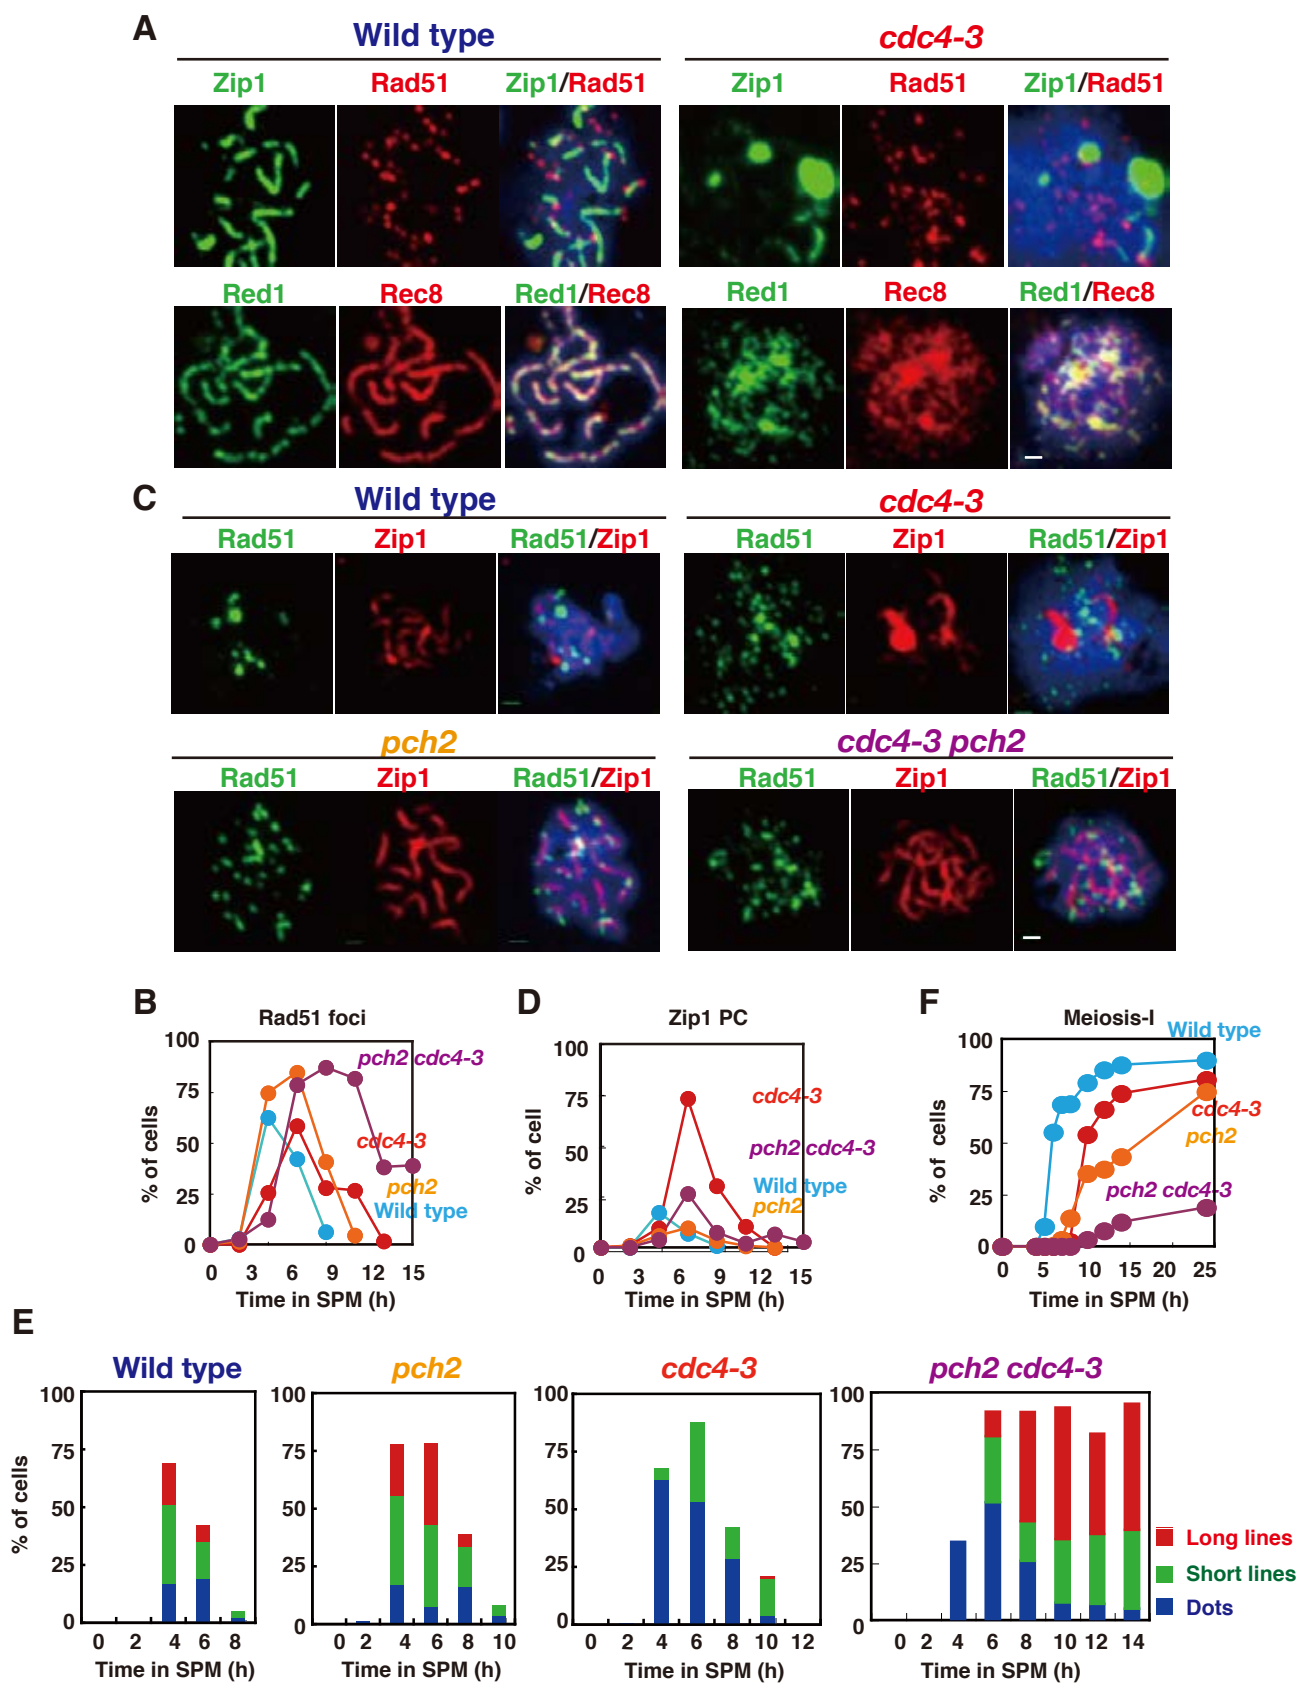 A
Wild type
cdc4-3
Zip1
Rad51
Zip1/Rad51
Zip1
Rad51
Zip1/Rad51
Red1
Rec8
Red1/Rec8
Red1
Rec8
Red1/Rec8
C
Wild type
cdc4-3
Rad51
Zip1
Rad51/Zip1
Rad51
Zip1
Rad51/Zip1
pch2
cdc4-3 pch2
Rad51
Zip1
Rad51/Zip1
Rad51
Zip1
Rad51/Zip1
B
Rad51 foci
% of cells
100
75
50
25
0
pch2 cdc4-3
cdc4-3
pch2
Wild type
0 3 6 9 12 15
Time in SPM (h)
D
Zip1 PC
% of cell
100
75
50
25
0
cdc4-3
pch2 cdc4-3
Wild type
pch2
0 3 6 9 12 15
Time in SPM (h)
F
Meiosis-I
% of cells
100
75
50
25
0
Wild type
cdc4-3
pch2
pch2 cdc4-3
0 5 10 15 20 25
Time in SPM (h)
E
Wild type
% of cells
100
75
50
25
0
0 2 4 6 8
Time in SPM (h)
pch2
100
75
50
25
0
0 2 4 6 8 10
Time in SPM (h)
cdc4-3
100
75
50
25
0
0 2 4 6 8 10 12
Time in SPM (h)
pch2 cdc4-3
100
75
50
25
0
0 2 4 6 8 10 12 14
Time in SPM (h)
Long lines
Short lines
Dots